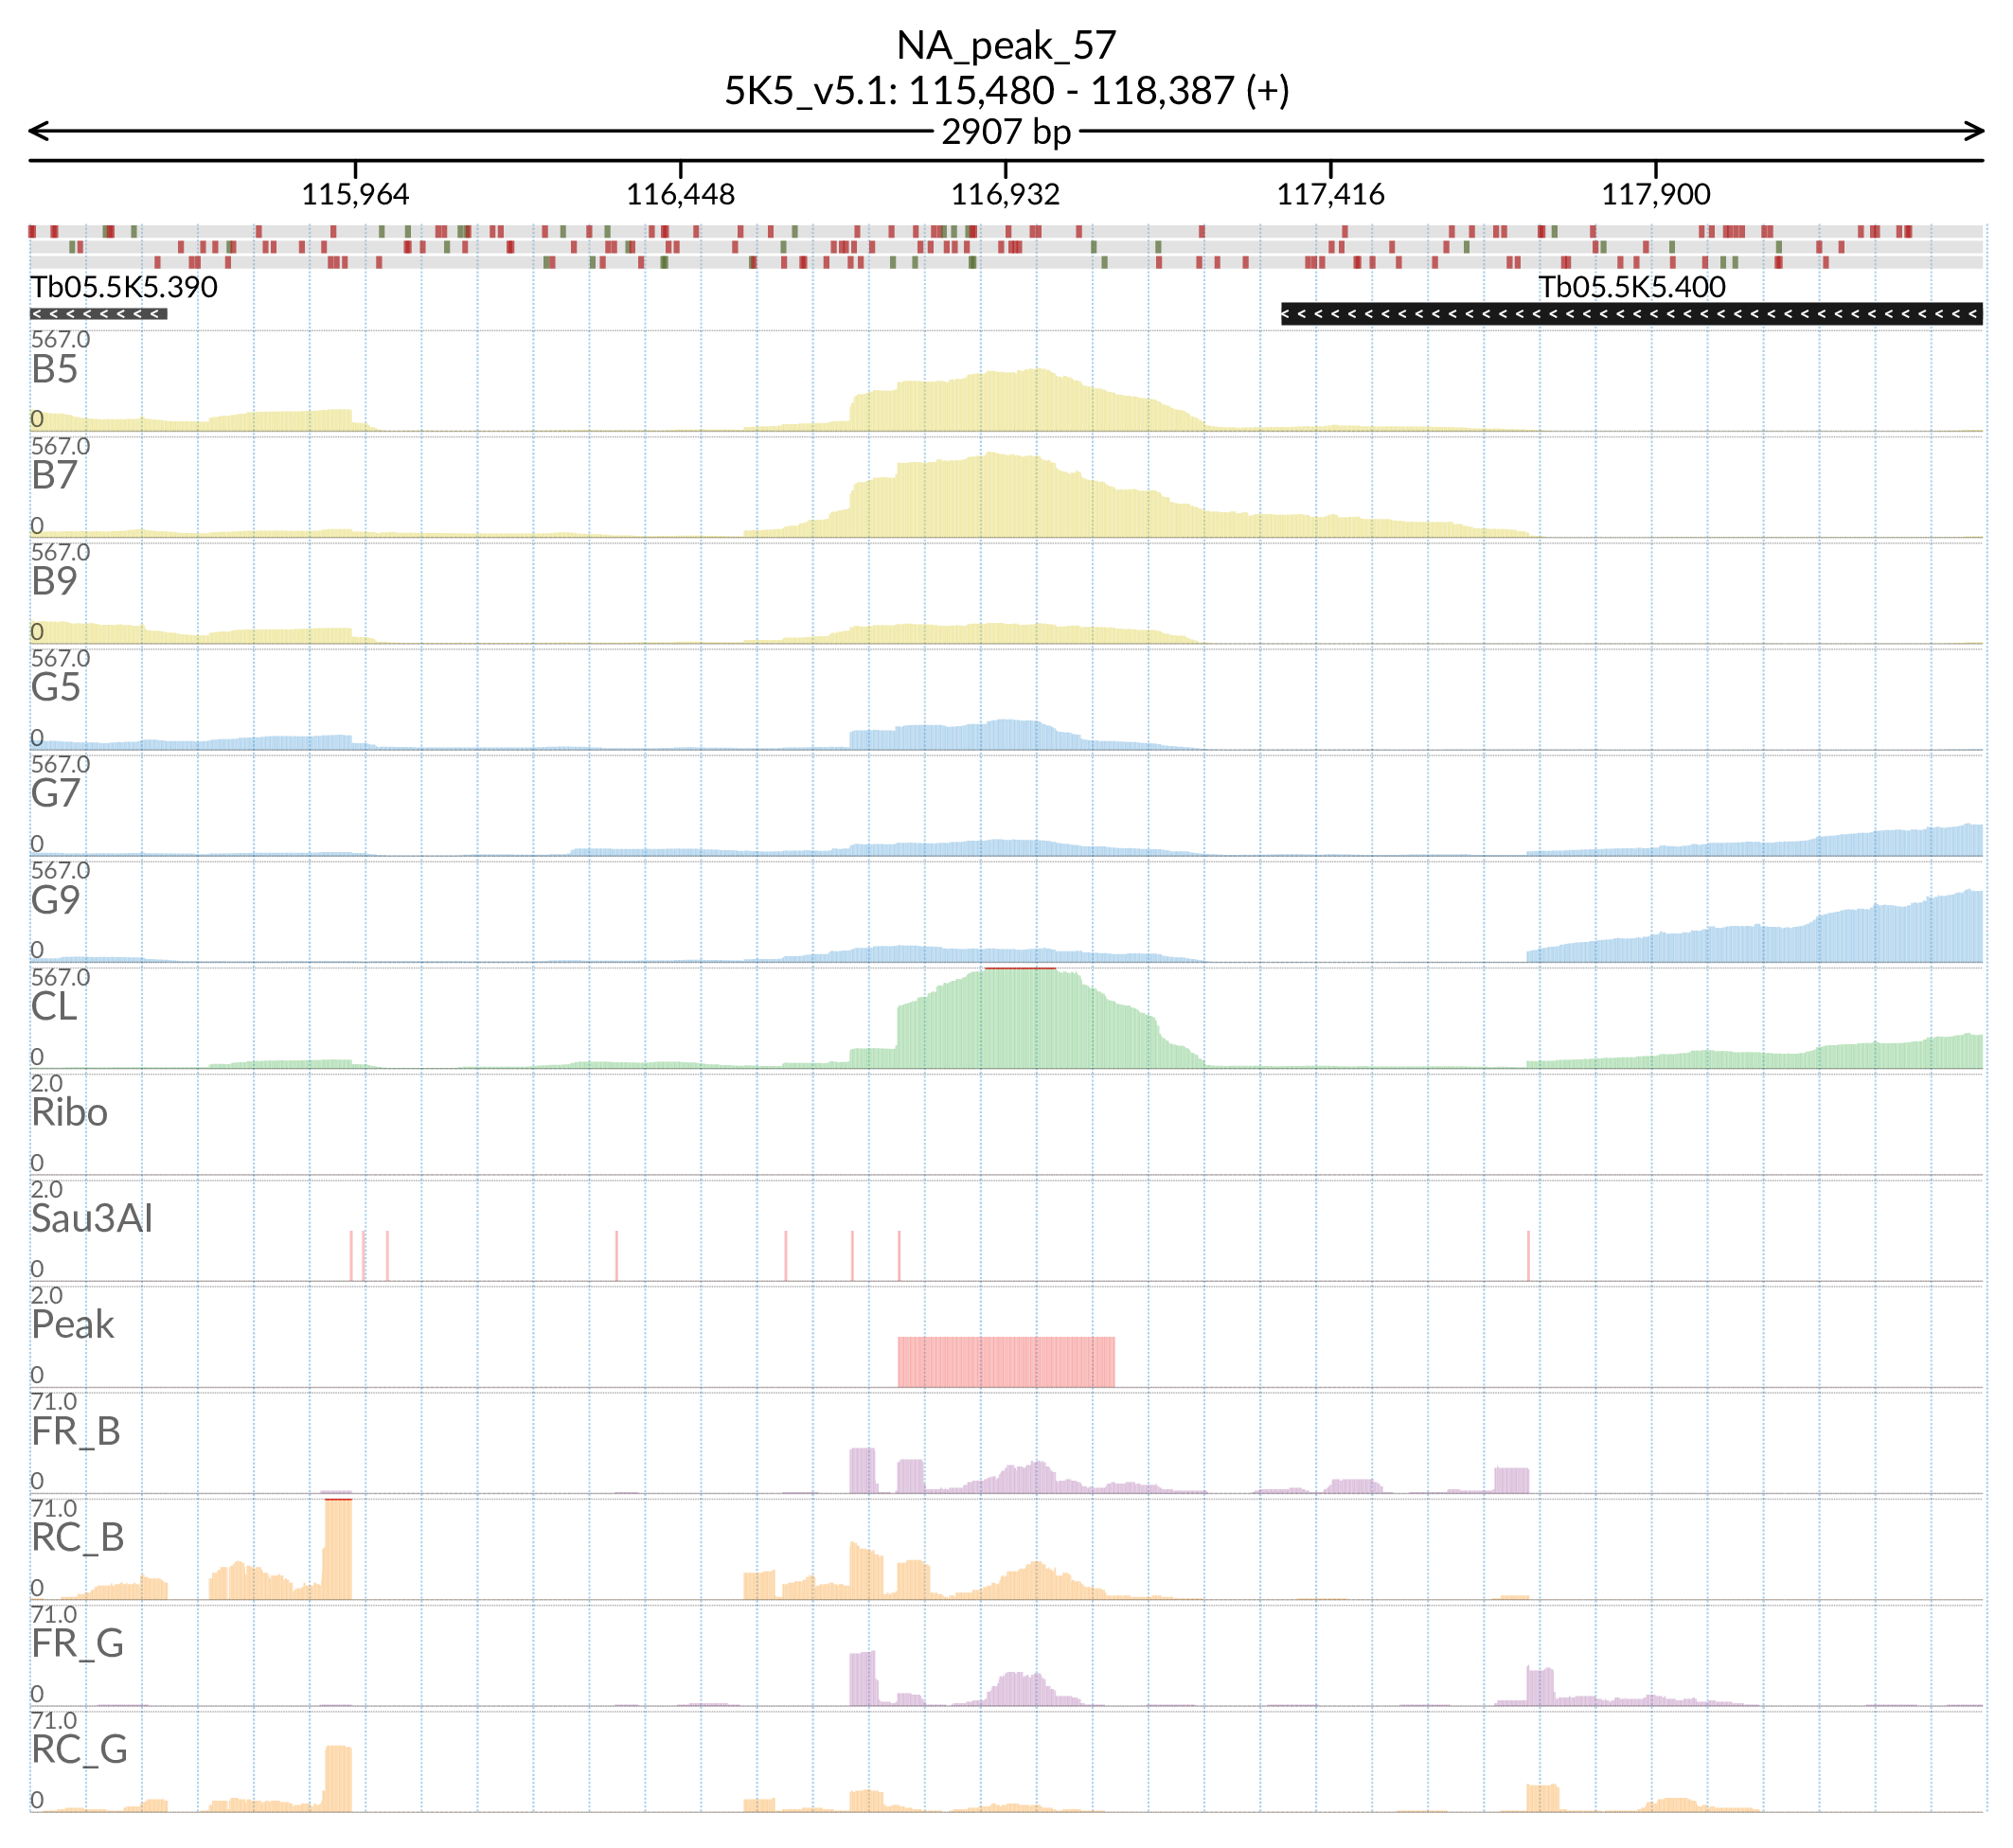 NA_peak_57
5K5_v5.1: 115,480 - 118,387 (+)
2907 bp
115,964 116,448 116,932 117,416 117,900
Tb05.5K5.390 Tb05.5K5.400
567.0
B5
0
567.0
B7
0
567.0
B9
0
567.0
G5
0
567.0
G7
0
567.0
G9
0
567.0
CL
0
2.0
Ribo
0
2.0
Sau3AI
0
2.0
Peak
0
71.0
FR_B
0
71.0
RC_B
0
71.0
FR_G
0
71.0
RC_G
0